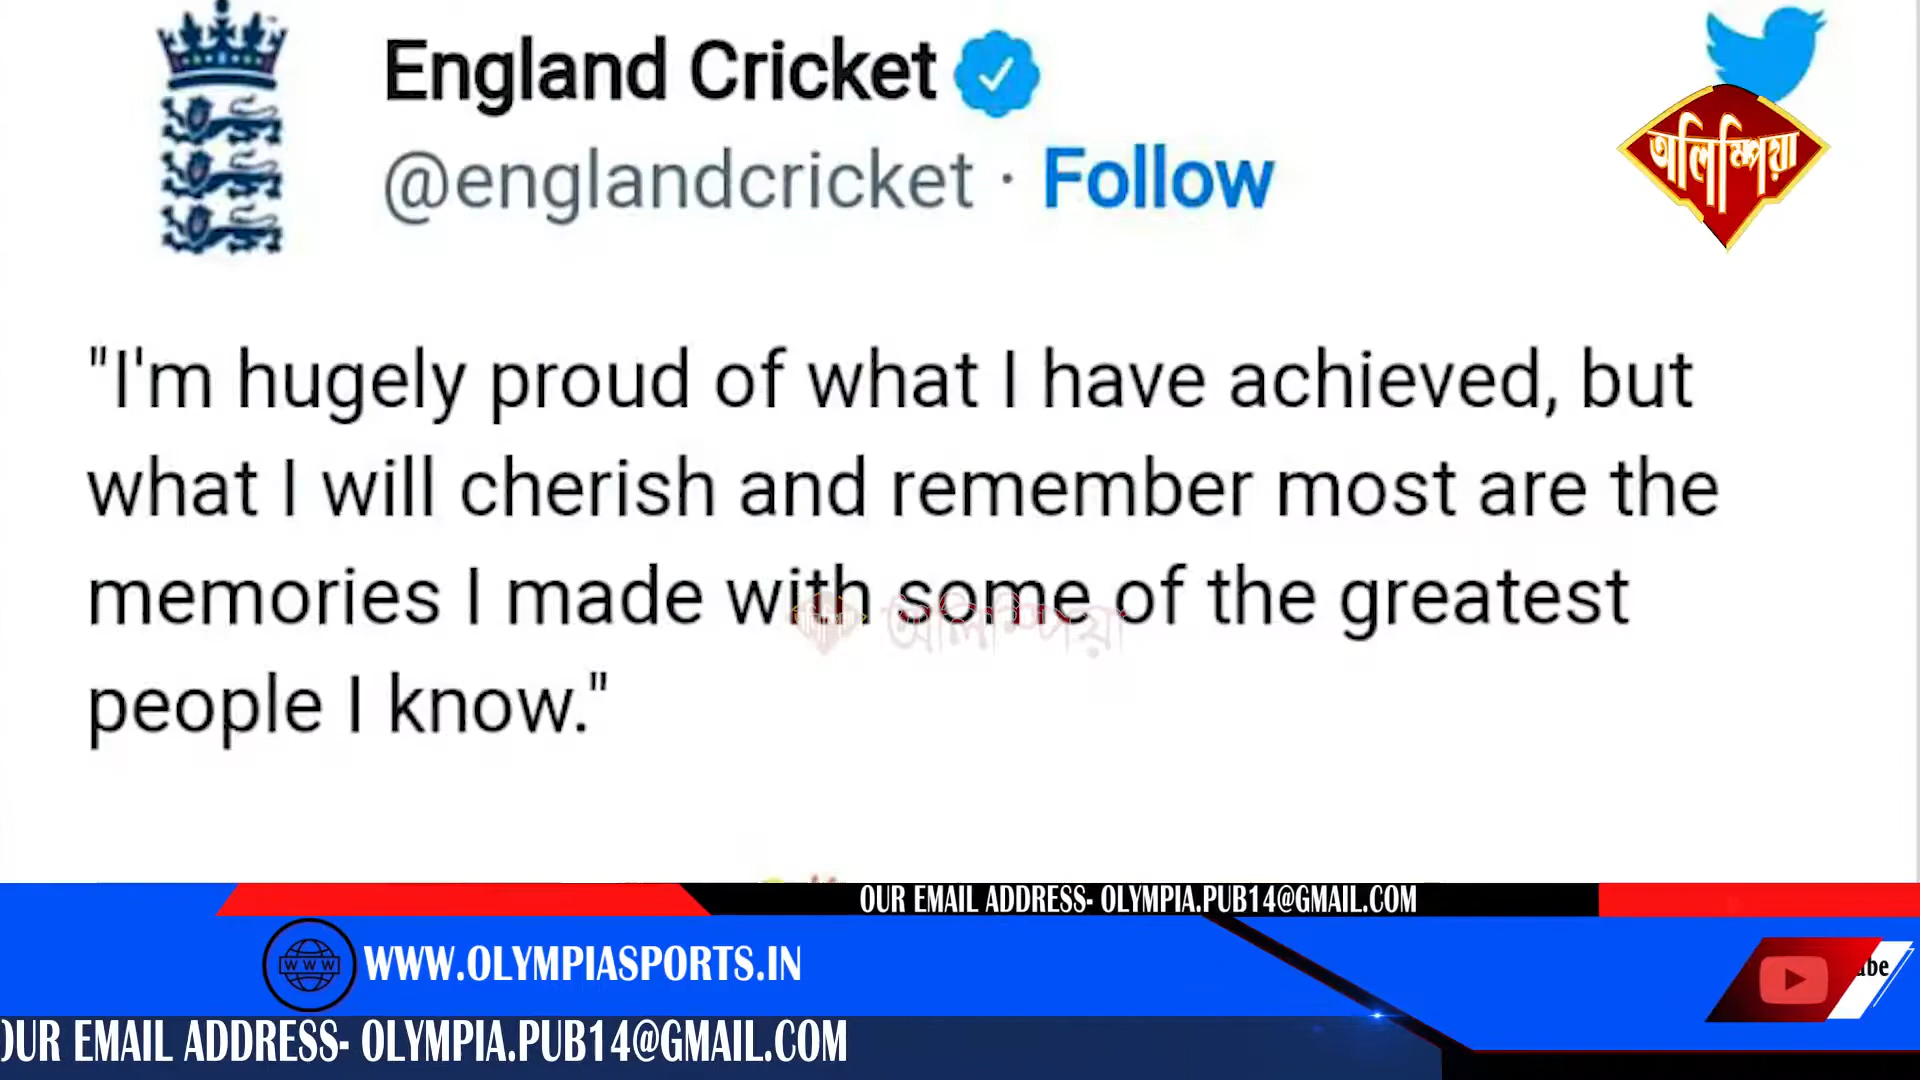 England Cricket
@englandcricket · Follow
অলিম্পিয়া
"I'm hugely proud of what I have achieved, but
what I will cherish and remember most are the
memories I made with some of the greatest
people I know."
অলিম্পিয়া
OUR EMAIL ADDRESS- OLYMPIA.PUB14@GMAIL.COM
WWW
WWW.OLYMPIASPORTS.IN
OUR EMAIL ADDRESS- OLYMPIA.PUB14@GMAIL.COM